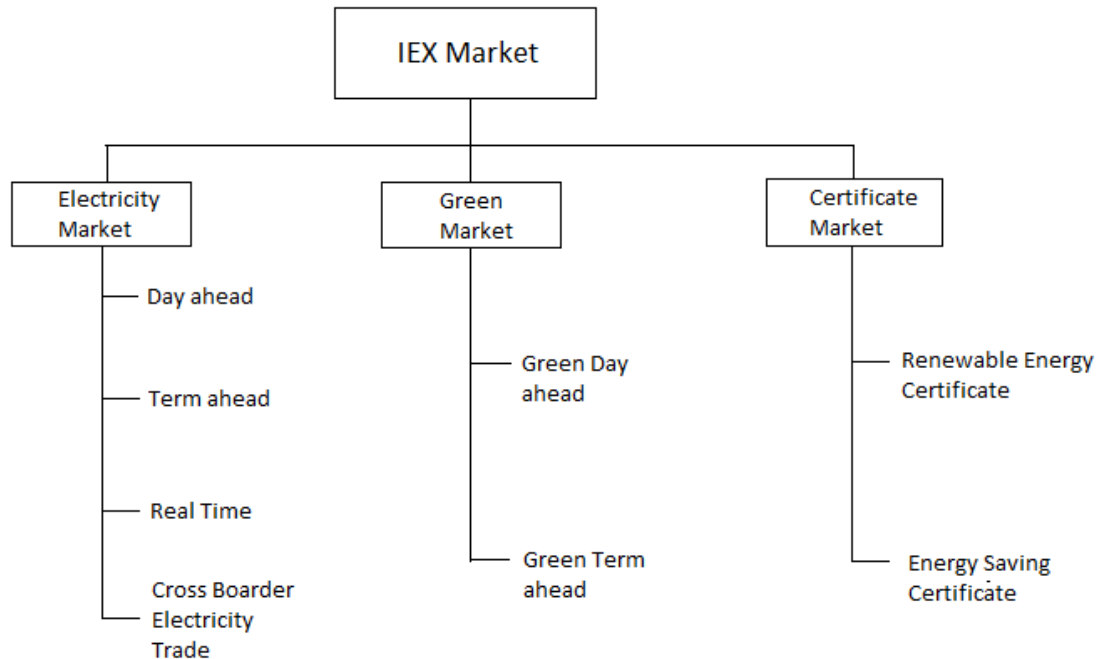 IEX Market
Electricity
Market
Day ahead
Term ahead
Real Time
Cross Boarder
Electricity
Trade
Green
Market
Green Day
ahead
Green Term
ahead
Certificate
Market
Renewable Energy
Certificate
Energy Saving
Certificate